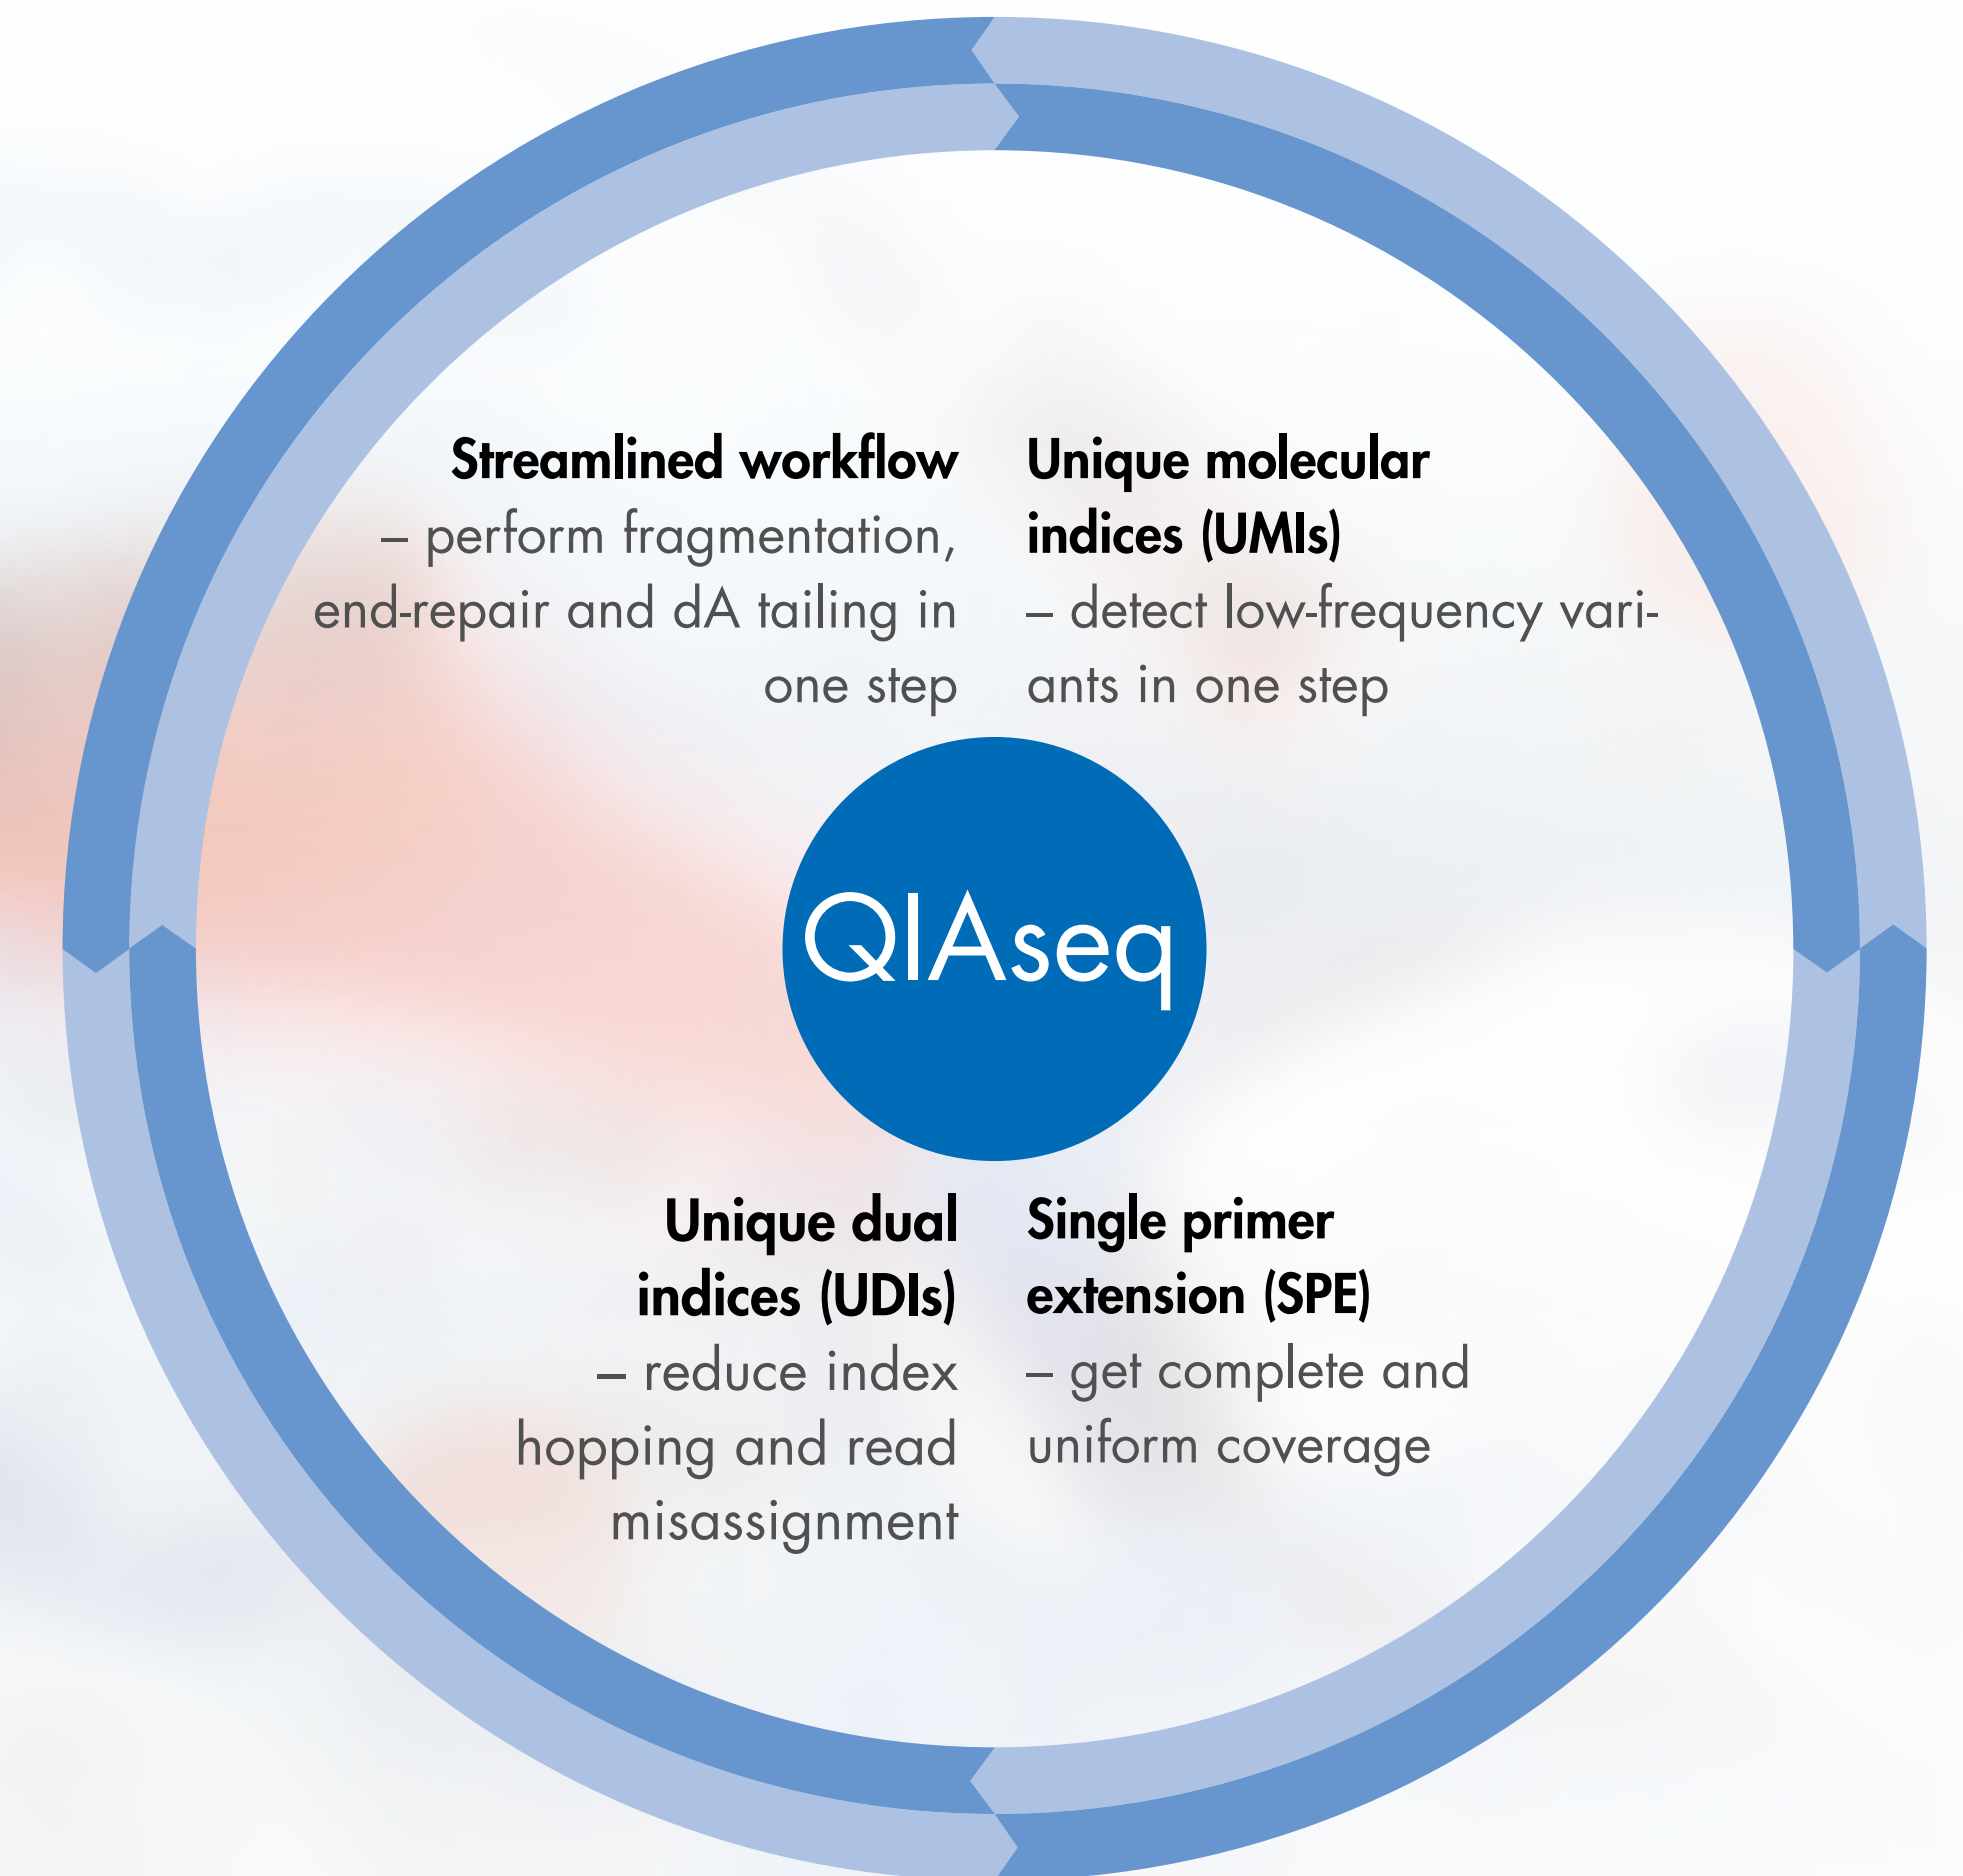 Streamlined workflow
– perform fragmentation,
end-repair and dA tailing in
one step
Unique molecular
indices (UMIs)
– detect low-frequency vari-
ants in one step
QIAseq
Unique dual
indices (UDIs)
– reduce index
hopping and read
misassignment
Single primer
extension (SPE)
– get complete and
uniform coverage